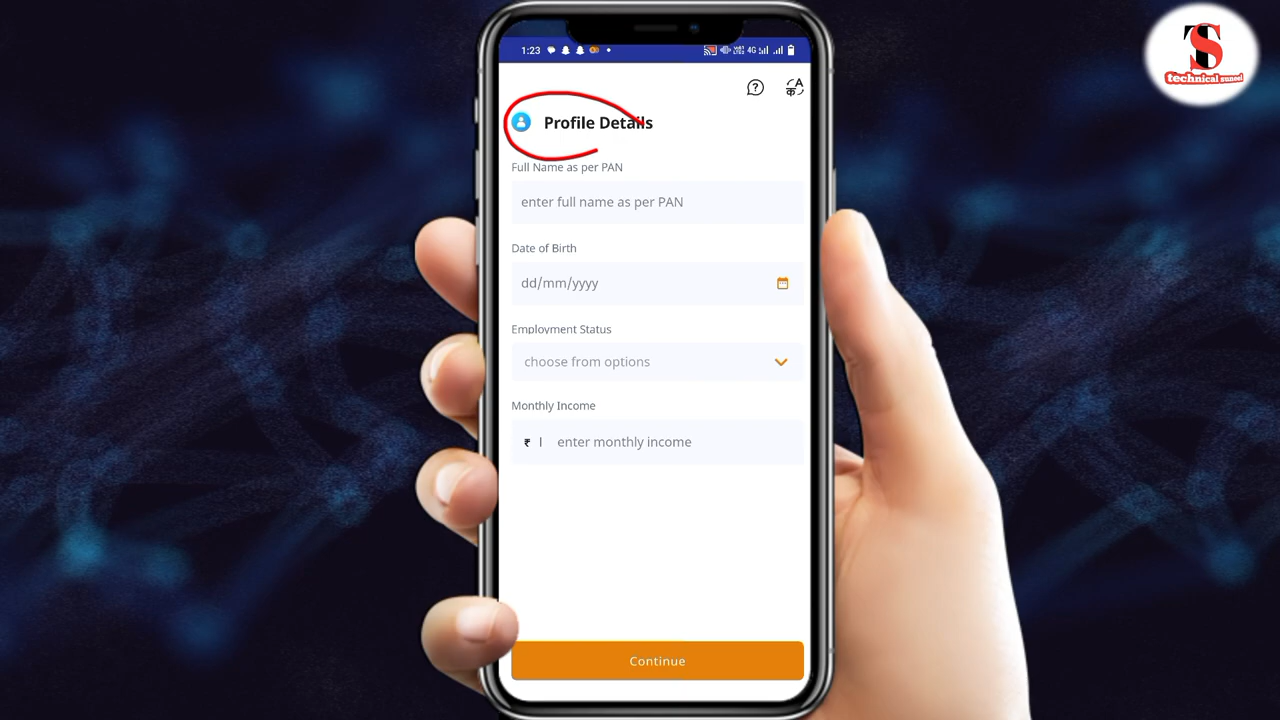 1:23
4G
technical suneel
क A
Profile Details
Full Name as per PAN
enter full name as per PAN
Date of Birth
dd/mm/yyyy
Employment Status
choose from options
Monthly Income
₹ | enter monthly income
Continue